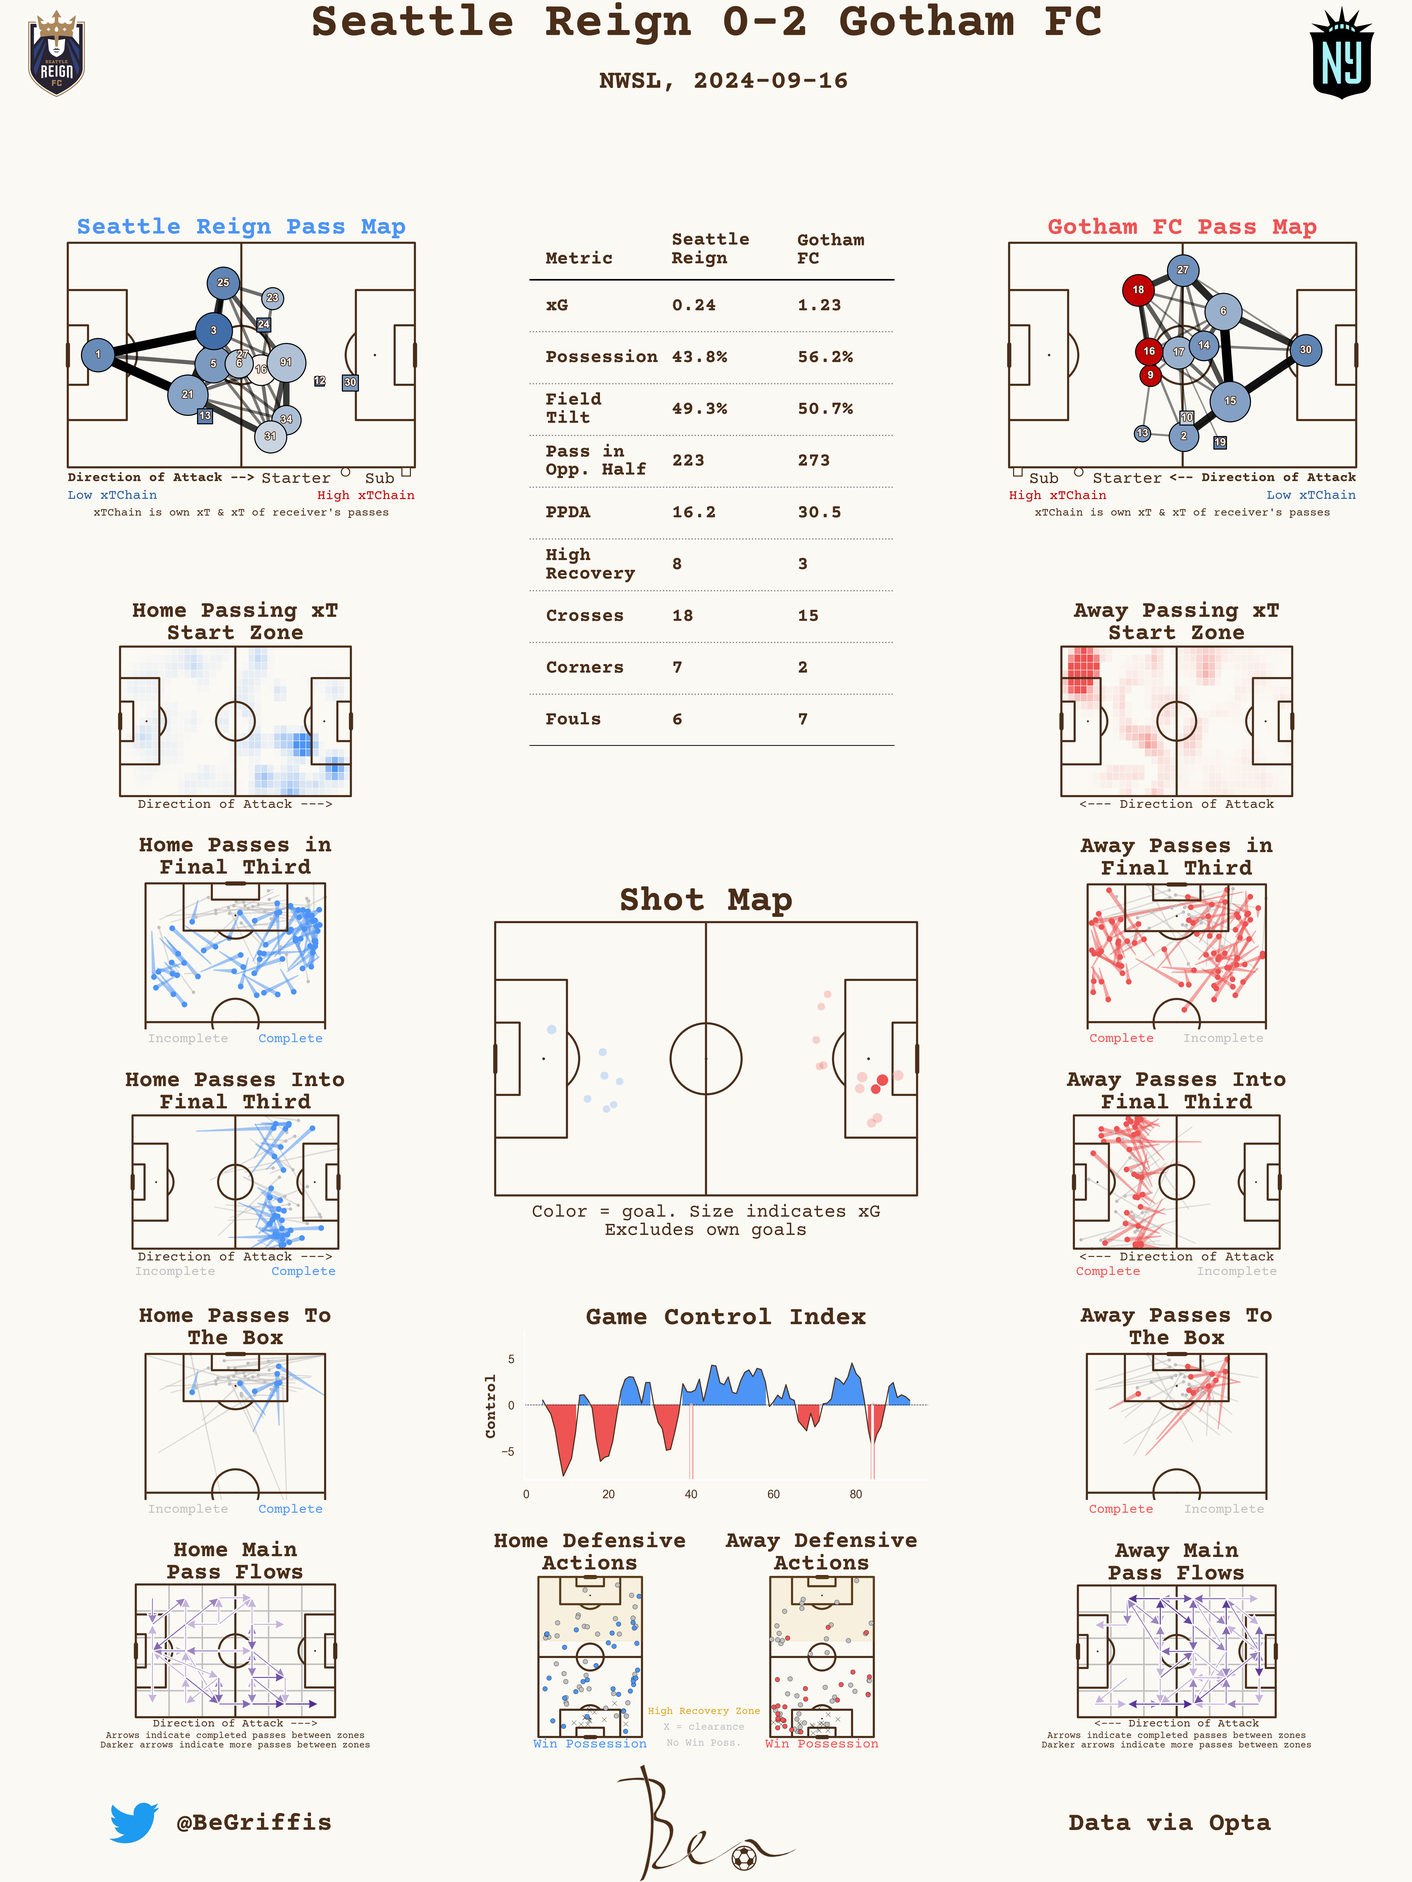 Seattle Reign 0-2 Gotham FC
NWSL, 2024-09-16
SEATTLE
REIGN
FC
NY
Seattle Reign Pass Map
25
23
24
3
27
1
5
6
16
91
12
30
21
13
34
31
Direction of Attack --> Starter Sub
Low xTChain High xTChain
xTChain is own xT & xT of receiver's passes
Metric Seattle Reign Gotham FC
xG 0.24 1.23
Possession 43.8% 56.2%
Field Tilt 49.3% 50.7%
Pass in Opp. Half 223 273
PPDA 16.2 30.5
High Recovery 8 3
Crosses 18 15
Corners 7 2
Fouls 6 7
Gotham FC Pass Map
27
18
6
16
17
14
30
9
15
10
13
2
19
Sub Starter <-- Direction of Attack
High xTChain Low xTChain
xTChain is own xT & xT of receiver's passes
Home Passing xT
Start Zone
Direction of Attack --->
Away Passing xT
Start Zone
<--- Direction of Attack
Home Passes in
Final Third
Incomplete Complete
Away Passes in
Final Third
Complete Incomplete
Shot Map
Color = goal. Size indicates xG
Excludes own goals
Home Passes Into
Final Third
Direction of Attack --->
Incomplete Complete
Away Passes Into
Final Third
<--- Direction of Attack
Complete Incomplete
Home Passes To
The Box
Incomplete Complete
Game Control Index
Control
5
0
−5
0 20 40 60 80
Away Passes To
The Box
Complete Incomplete
Home Main
Pass Flows
Direction of Attack --->
Arrows indicate completed passes between zones
Darker arrows indicate more passes between zones
Home Defensive
Actions
Win Possession
Away Defensive
Actions
Win Possession
High Recovery Zone
X = clearance
No Win Poss.
Away Main
Pass Flows
<--- Direction of Attack
Arrows indicate completed passes between zones
Darker arrows indicate more passes between zones
@BeGriffis
Ben
Data via Opta